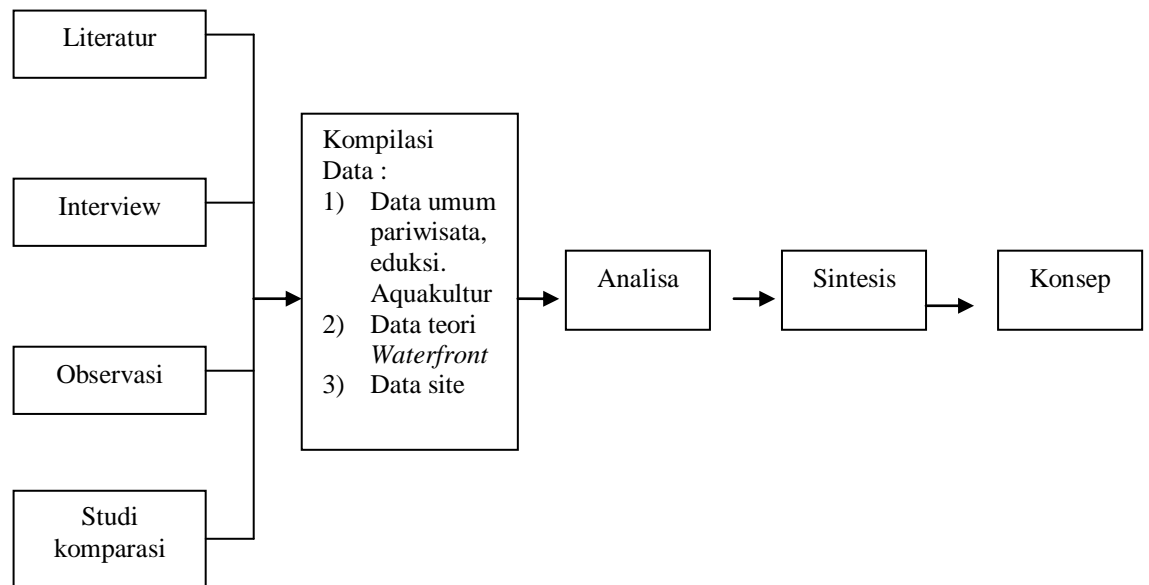 Literatur
Interview
Observasi
Studi
komparasi
Kompilasi
Data :
1) Data umum
pariwisata,
eduksi.
Aquakultur
2) Data teori
Waterfront
3) Data site
Analisa
Sintesis
Konsep